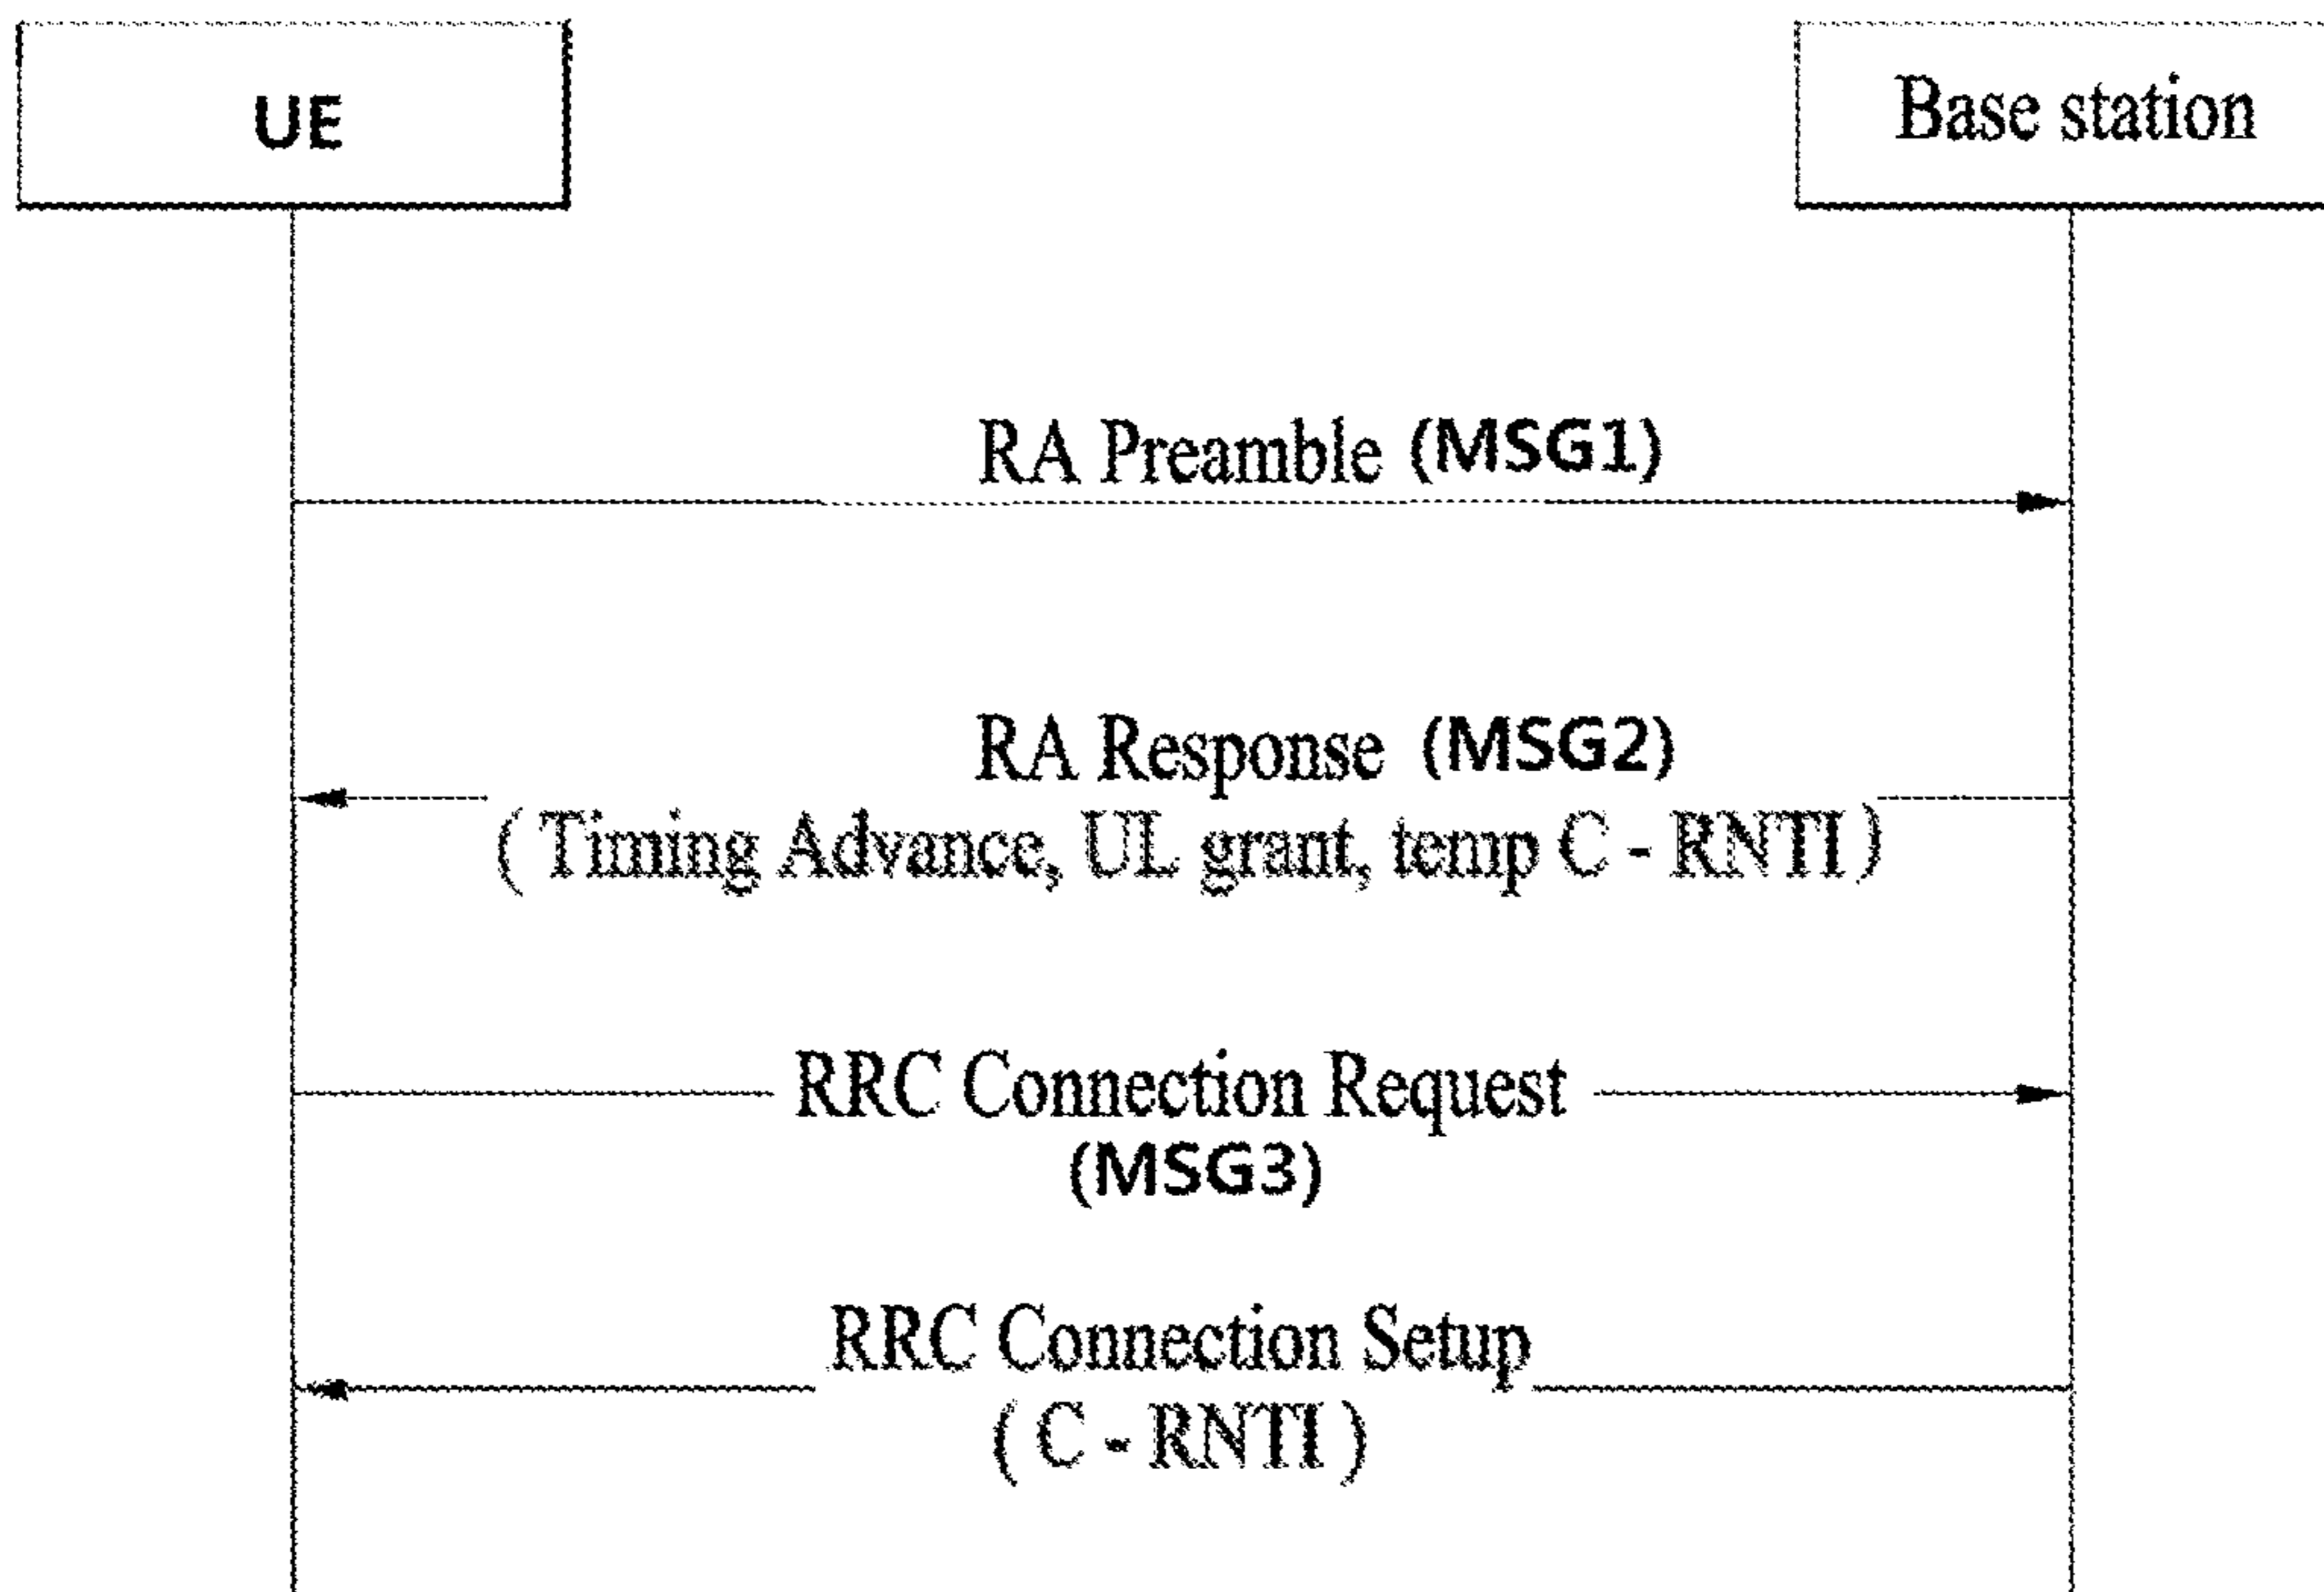 UE
Base station
RA Preamble (MSG1)
RA Response (MSG2)
( Timing Advance, UL grant, temp C - RNTI )
RRC Connection Request
(MSG3)
RRC Connection Setup
( C - RNTI )